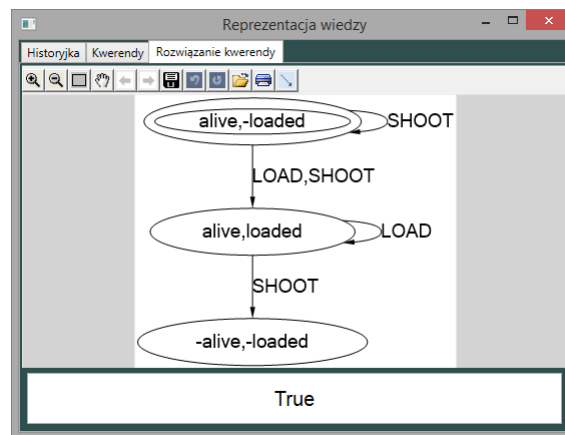 Reprezentacja wiedzy
Historyjka Kwerendy Rozwiązanie kwerendy
alive,-loaded SHOOT
LOAD,SHOOT
alive,loaded LOAD
SHOOT
-alive,-loaded
True